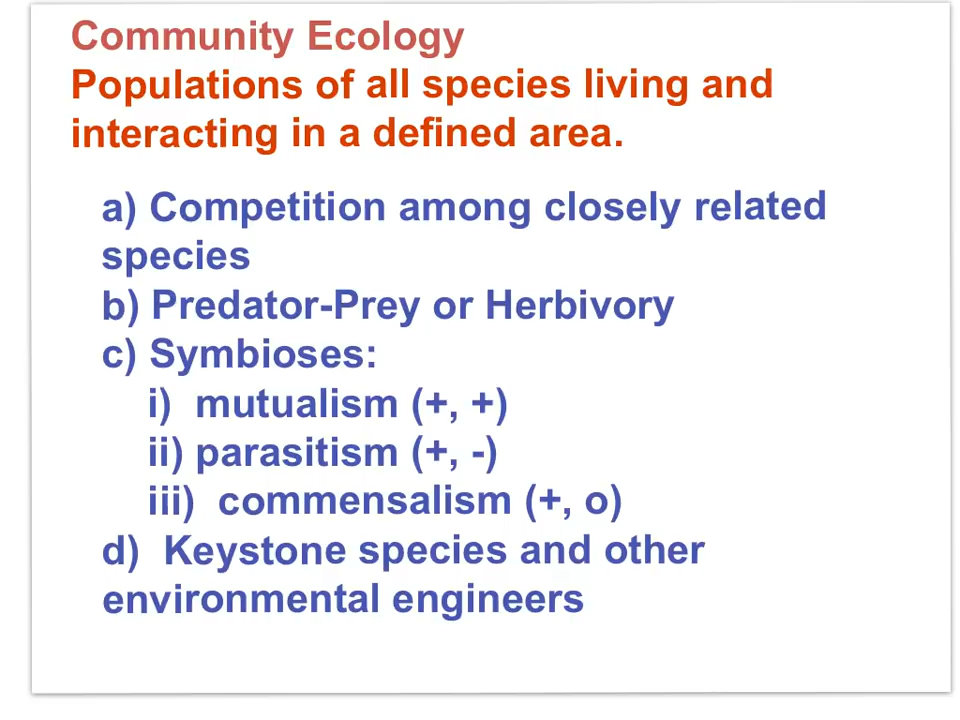 Community Ecology
Populations of all species living and
interacting in a defined area.
a) Competition among closely related
species
b) Predator-Prey or Herbivory
c) Symbioses:
i) mutualism (+, +)
ii) parasitism (+, -)
iii) commensalism (+, o)
d) Keystone species and other
environmental engineers